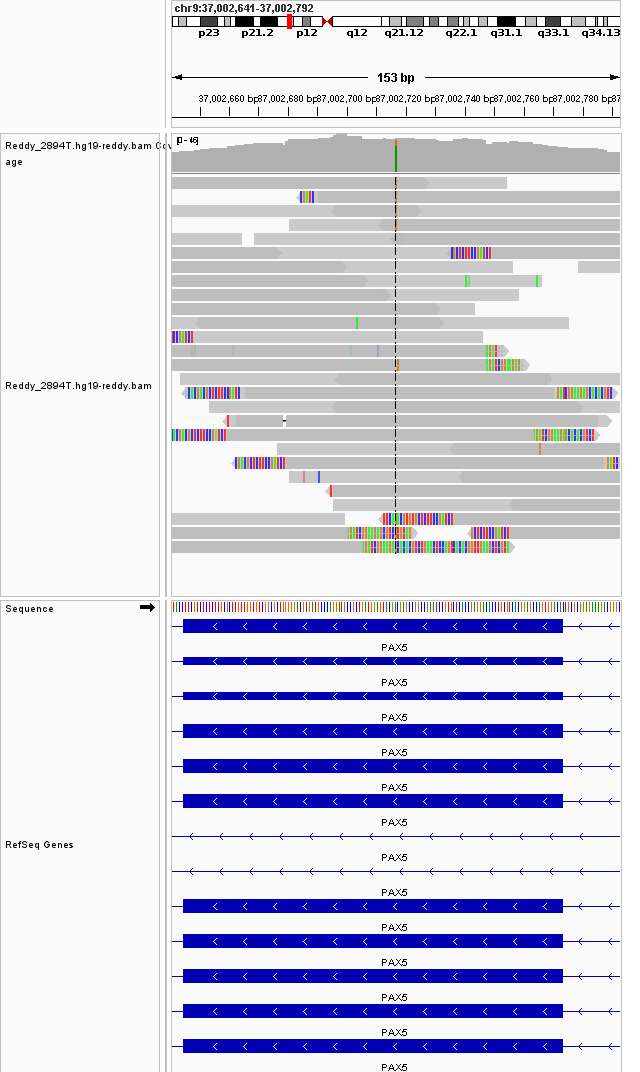 chr9:37,002,641-37,002,792
p23 p21.2 p12 q12 q21.12 q22.1 q31.1 q33.1 q34.13
153 bp
37,002,660 bp 37,002,680 bp 37,002,700 bp 37,002,720 bp 37,002,740 bp 37,002,760 bp 37,002,780 bp
Reddy_2894T.hg19-reddy.bam Cov
age
[0 - 46]
Reddy_2894T.hg19-reddy.bam
Sequence
PAX5
PAX5
PAX5
PAX5
PAX5
PAX5
RefSeq Genes
PAX5
PAX5
PAX5
PAX5
PAX5
PAX5
PAX5